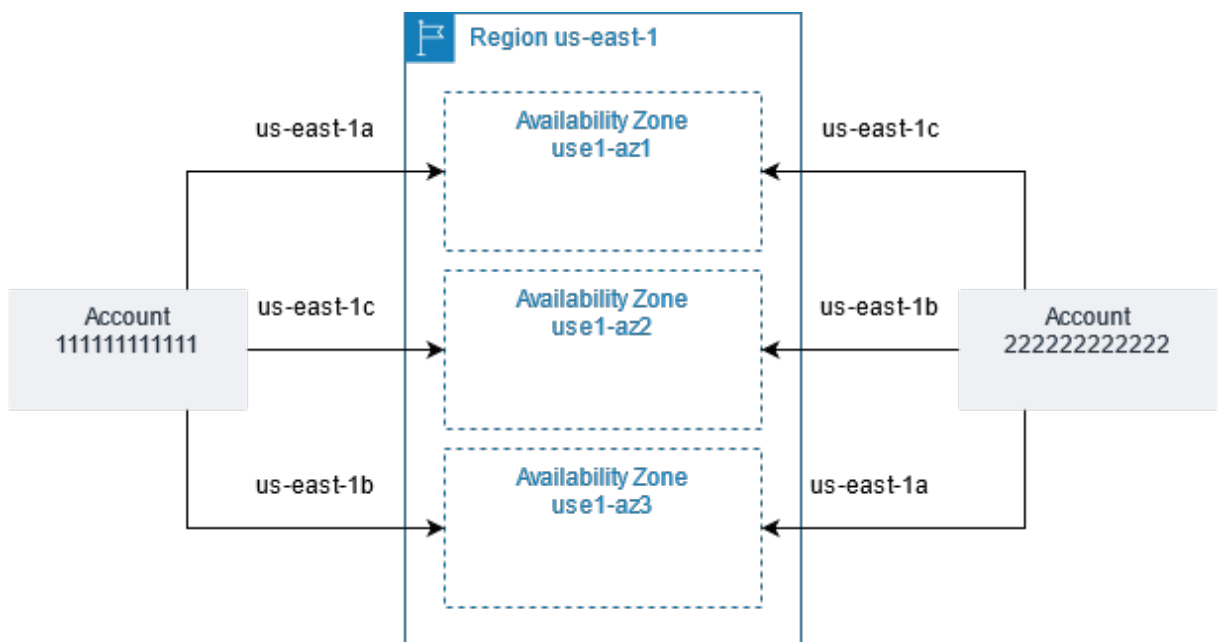 Region us-east-1
us-east-1a
Availability Zone
use1-az1
us-east-1c
Account
111111111111
us-east-1c
Availability Zone
use1-az2
us-east-1b
Account
222222222222
us-east-1b
Availability Zone
use1-az3
us-east-1a